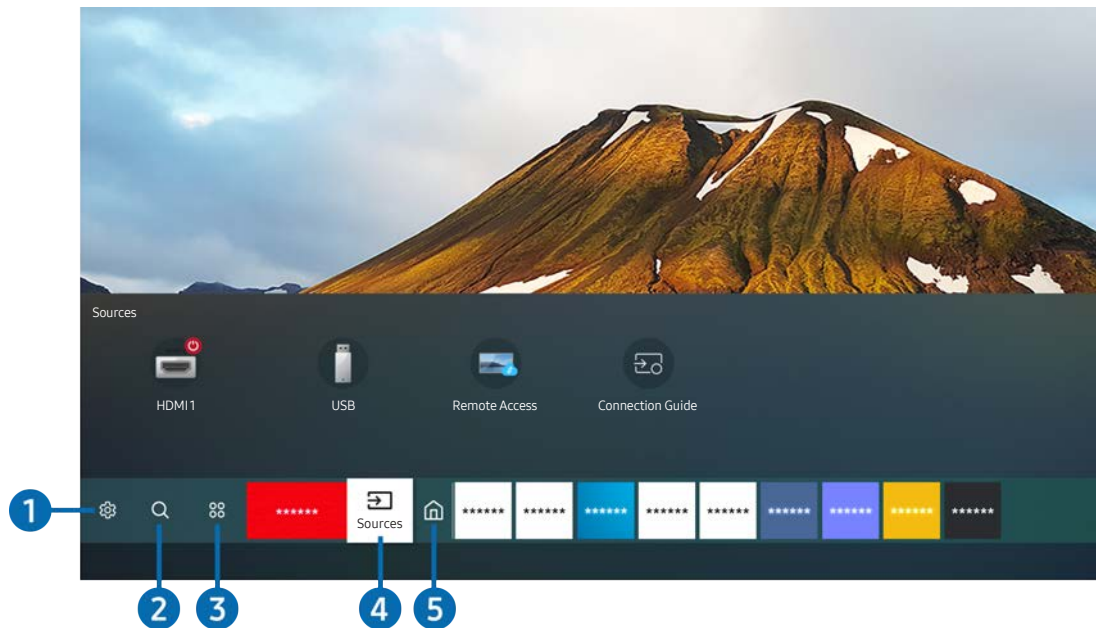 Sources
HDMI 1
USB
Remote Access
Connection Guide
****** Sources ****** ****** ****** ****** ****** ****** ****** ****** ******
1
2 3 4 5